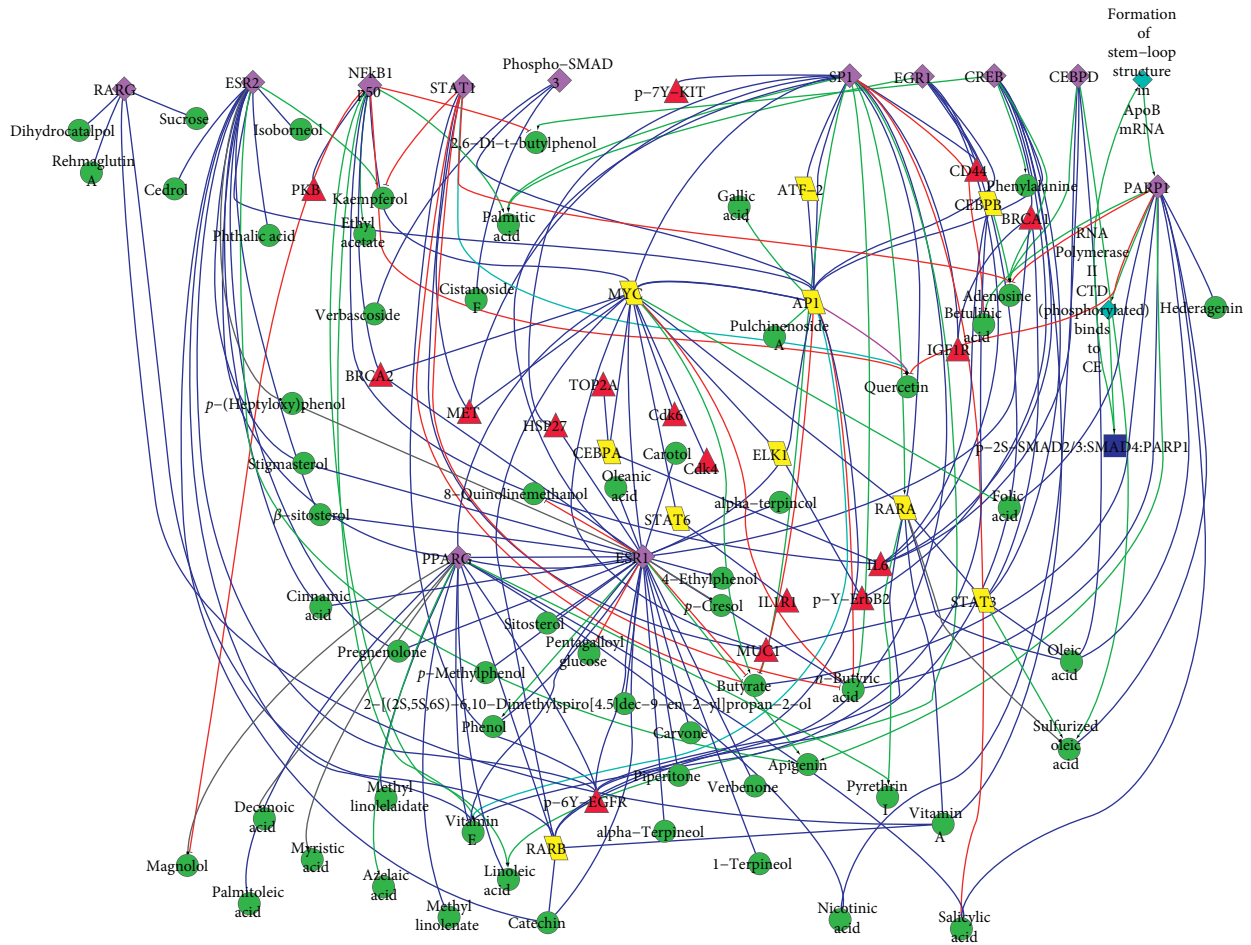 Formation
of
stem-loop
structure
in
ApoB
mRNA
Phospho-SMAD
3
RARG
ESR2
NFkB1
p50
STAT1
SP1
EGR1
CREB
CEBPD
p-7Y-KIT
Dihydrocatalpol
Sucrose
Isoborneol
2,6-Di-t-butylphenol
Rehmaglutin
A
Cedrol
PKB
Kaempferol
CD44
Phenylalanine
PARP1
ATF-2
CEBPB
BRCA1
Gallic
acid
Phthalic acid
Ethyl
acetate
Palmitic
acid
RNA
Polymerase
II
CTD
(phosphorylated)
binds
to
CE
MYC
AP1
Adenosine
Hederagenin
Verbascoside
Cistanoside
F
Betulinic
acid
Pulchinenoside
A
IGF1R
BRCA2
TOP2A
Quercetin
p-(Heptyloxy)phenol
MET
HSP27
Cdk6
CEBPA
Carotol
Cdk4
ELK1
p-2S-SMAD2/3:SMAD4:PARP1
Stigmasterol
8-Quinolinemethanol
Oleanic
acid
alpha-terpincol
β-sitosterol
STAT6
RARA
Folic
acid
PPARG
ESR1
IL6
4-Ethylphenol
Cinnamic
acid
p-Cresol
IL1R1
p-Y-ErbB2
STAT3
Sitosterol
Pregnenolone
Pentagalloyl
glucose
MUC1
Oleic
acid
p-Methylphenol
Butyrate
n-Butyric
acid
2-[(2S,5S,6S)-6,10-Dimethylspiro[4.5]dec-9-en-2-yl]propan-2-ol
Phenol
Carvone
Sulfurized
oleic
acid
Apigenin
Piperitone
Verbenone
Pyrethrin
I
Methyl
linolelaidate
p-6Y-EGFR
Decanoic
acid
Vitamin
E
alpha-Terpineol
Vitamin
A
RARB
Magnolol
Myristic
acid
Azelaic
acid
Linoleic
acid
1-Terpineol
Palmitoleic
acid
Methyl
linolenate
Catechin
Nicotinic
acid
Salicylic
acid